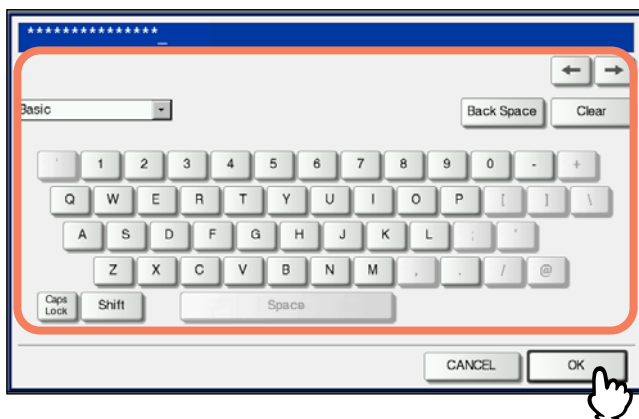 ***************_
← →
Basic Back Space Clear
' 1 2 3 4 5 6 7 8 9 0 - +
Q W E R T Y U I O P [ ] \
A S D F G H J K L ; "
Z X C V B N M , . / @
Caps Lock Shift Space
CANCEL OK